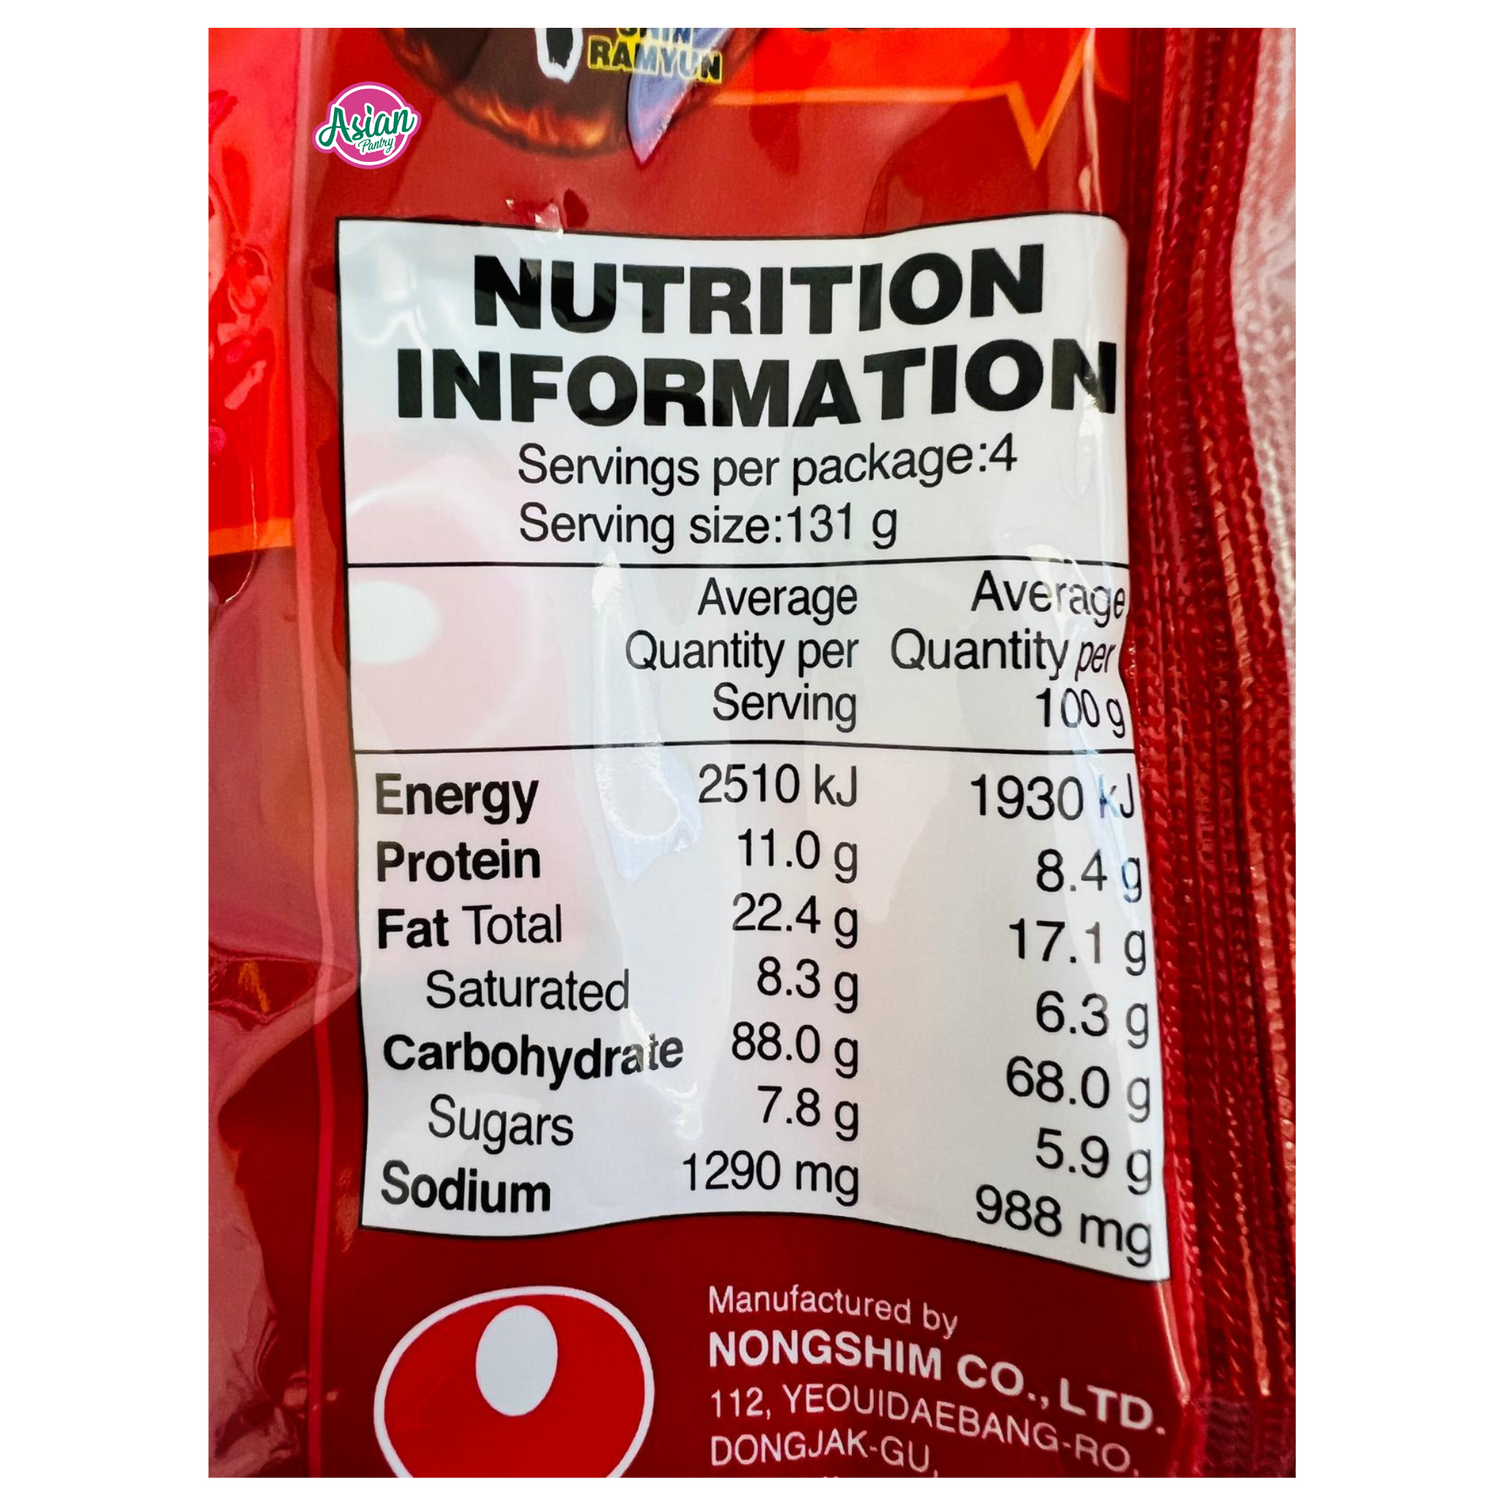 RAMYUN
Asian
Pantry
NUTRITION
INFORMATION
Servings per package:4
Serving size:131 g
Average Average
Quantity per Quantity per
Serving 100 g
Energy 2510 kJ 1930 kJ
Protein 11.0 g 8.4 g
Fat Total 22.4 g 17.1 g
Saturated 8.3 g 6.3 g
Carbohydrate 88.0 g 68.0 g
Sugars 7.8 g 5.9 g
Sodium 1290 mg 988 mg
Manufactured by
NONGSHIM CO., LTD.
112, YEOUIDAEBANG-RO,
DONGJAK-GU,